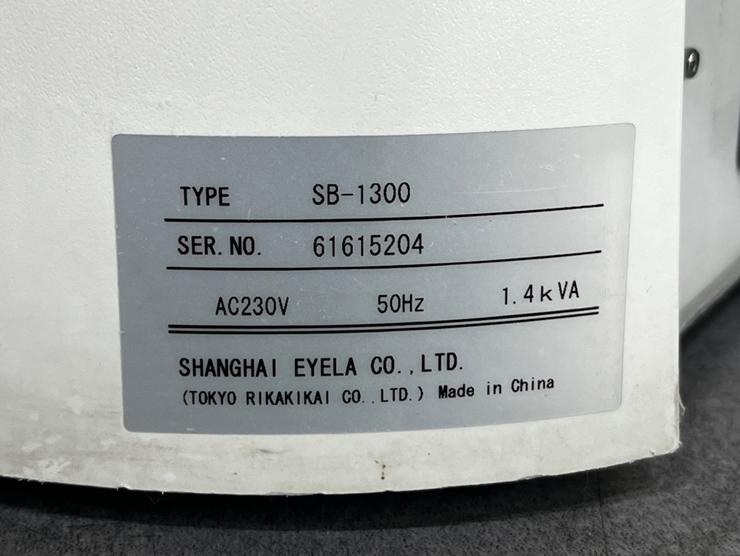 TYPE SB-1300
SER. NO. 61615204
AC230V 50Hz 1.4kVA
SHANGHAI EYELA CO.,LTD.
(TOKYO RIKAKIKAI CO.,LTD.) Made in China